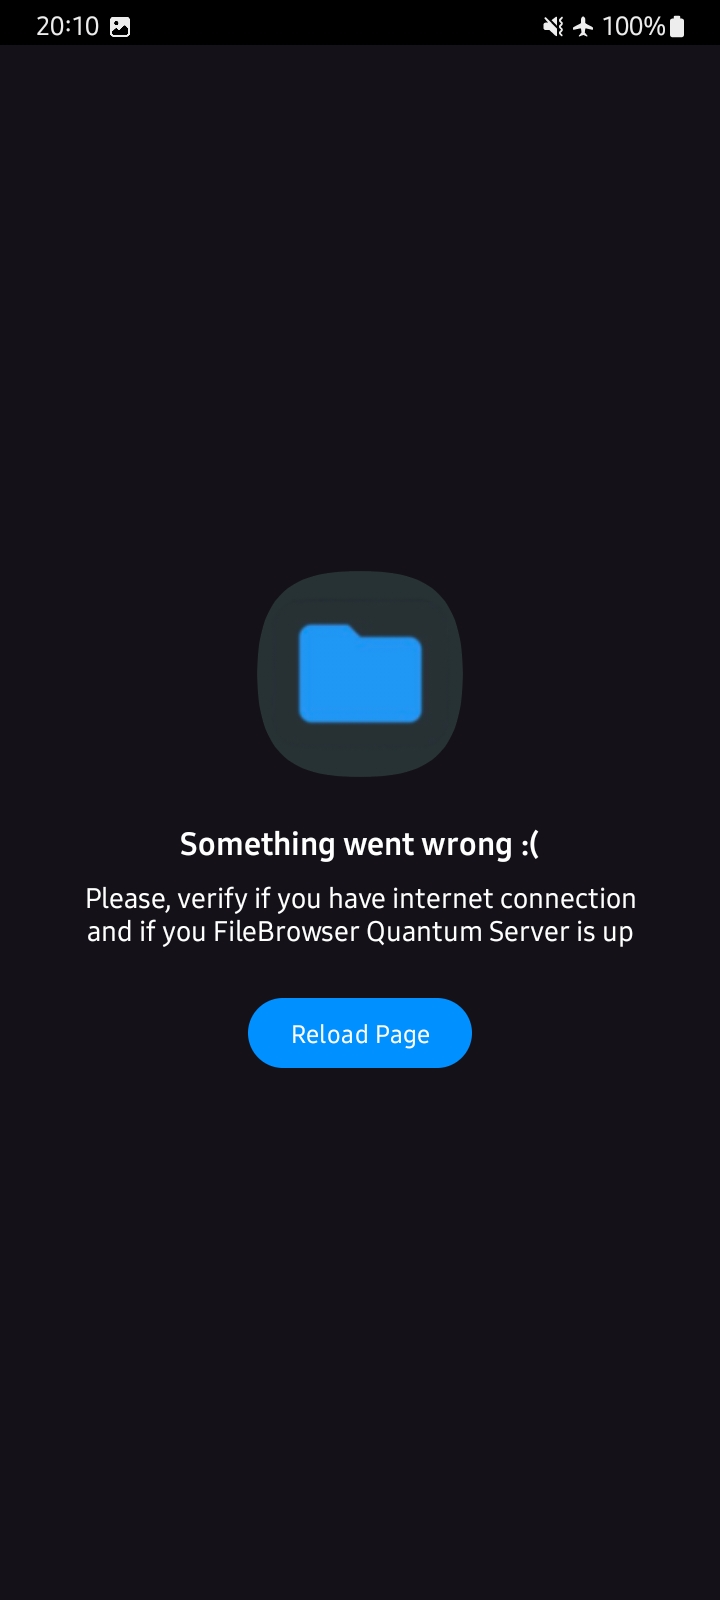 20:10 100%
Something went wrong :(
Please, verify if you have internet connection
and if you FileBrowser Quantum Server is up
Reload Page